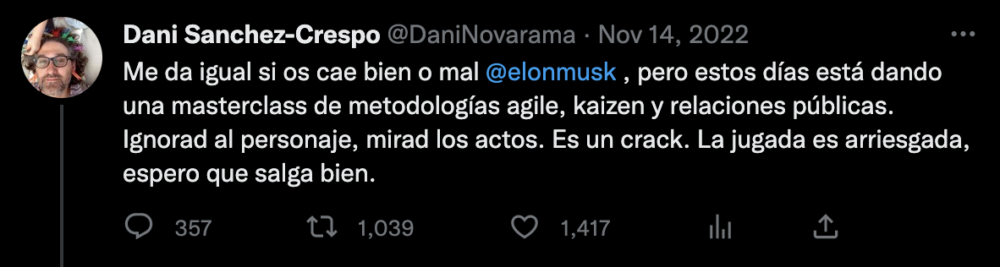 Dani Sanchez-Crespo @DaniNovarama · Nov 14, 2022
Me da igual si os cae bien o mal @elonmusk , pero estos días está dando
una masterclass de metodologías agile, kaizen y relaciones públicas.
Ignorad al personaje, mirad los actos. Es un crack. La jugada es arriesgada,
espero que salga bien.
357 1,039 1,417